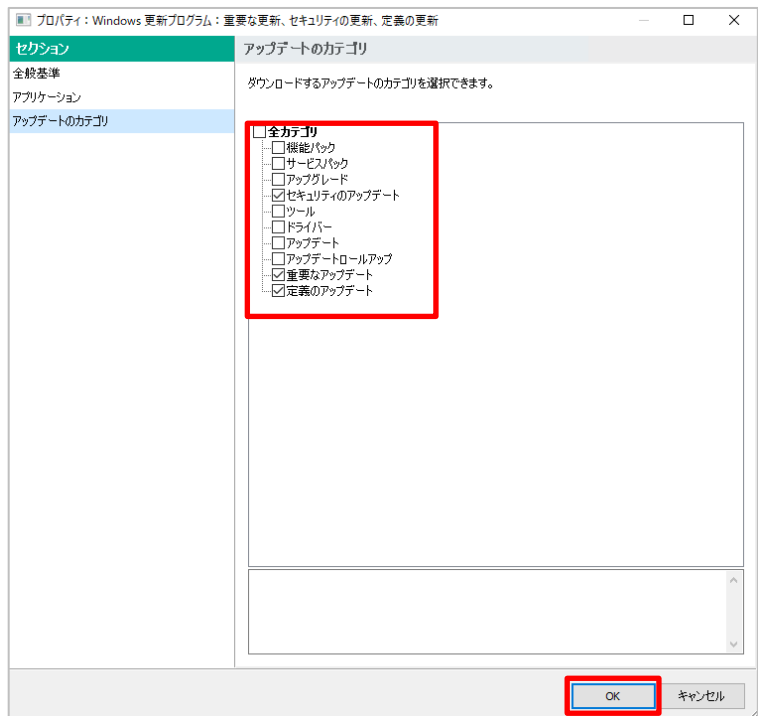 プロパティ：Windows 更新プログラム：重要な更新、セキュリティの更新、定義の更新
セクション
全般基準
アプリケーション
アップデートのカテゴリ
アップデートのカテゴリ
ダウンロードするアップデートのカテゴリを選択できます。
全カテゴリ
機能パック
サービスパック
アップグレード
セキュリティのアップデート
ツール
ドライバー
アップデート
アップデートロールアップ
重要なアップデート
定義のアップデート
OK
キャンセル